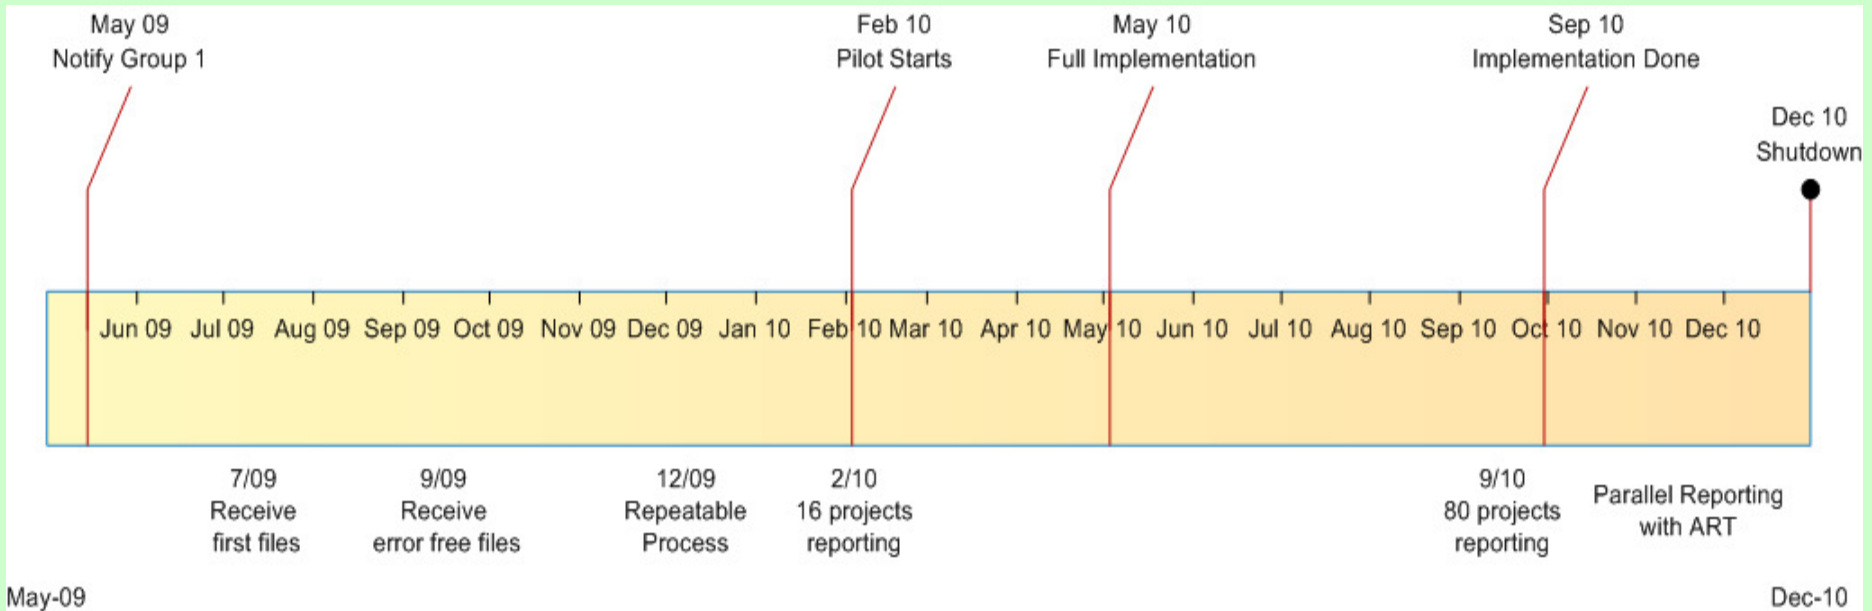 May 09
Notify Group 1
Feb 10
Pilot Starts
May 10
Full Implementation
Sep 10
Implementation Done
Dec 10
Shutdown
Jun 09 Jul 09 Aug 09 Sep 09 Oct 09 Nov 09 Dec 09 Jan 10 Feb 10 Mar 10 Apr 10 May 10 Jun 10 Jul 10 Aug 10 Sep 10 Oct 10 Nov 10 Dec 10
7/09
Receive
first files
9/09
Receive
error free files
12/09
Repeatable
Process
2/10
16 projects
reporting
9/10
80 projects
reporting
Parallel Reporting
with ART
May-09
Dec-10